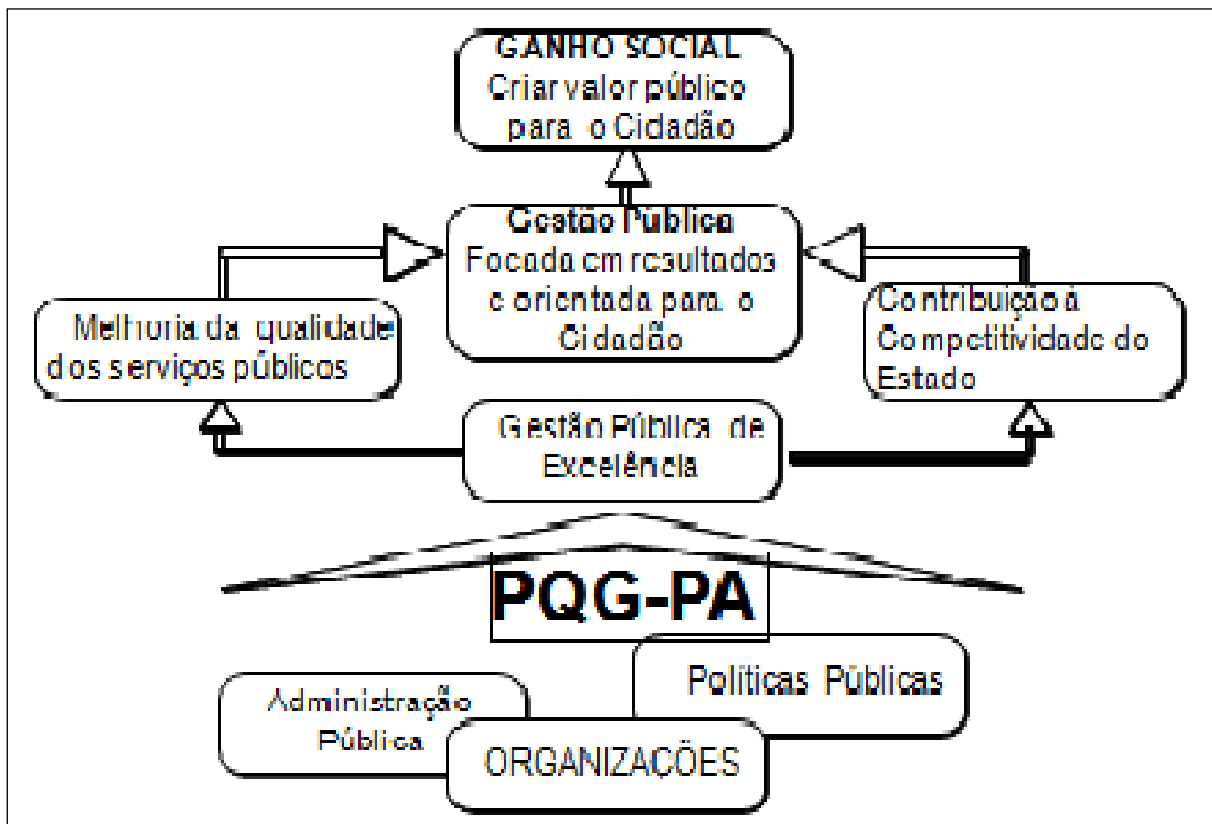 GANHO SOCIAL
Criar valor público
para o Cidadão
Gestão Pública
Focada em resultados
e orientada para o
Cidadão
Melhoria da qualidade
dos serviços públicos
Contribuição à
Competitividade do
Estado
Gestão Pública de
Excelência
PQG-PA
Políticas Públicas
Administração
Pública
ORGANIZAÇÕES